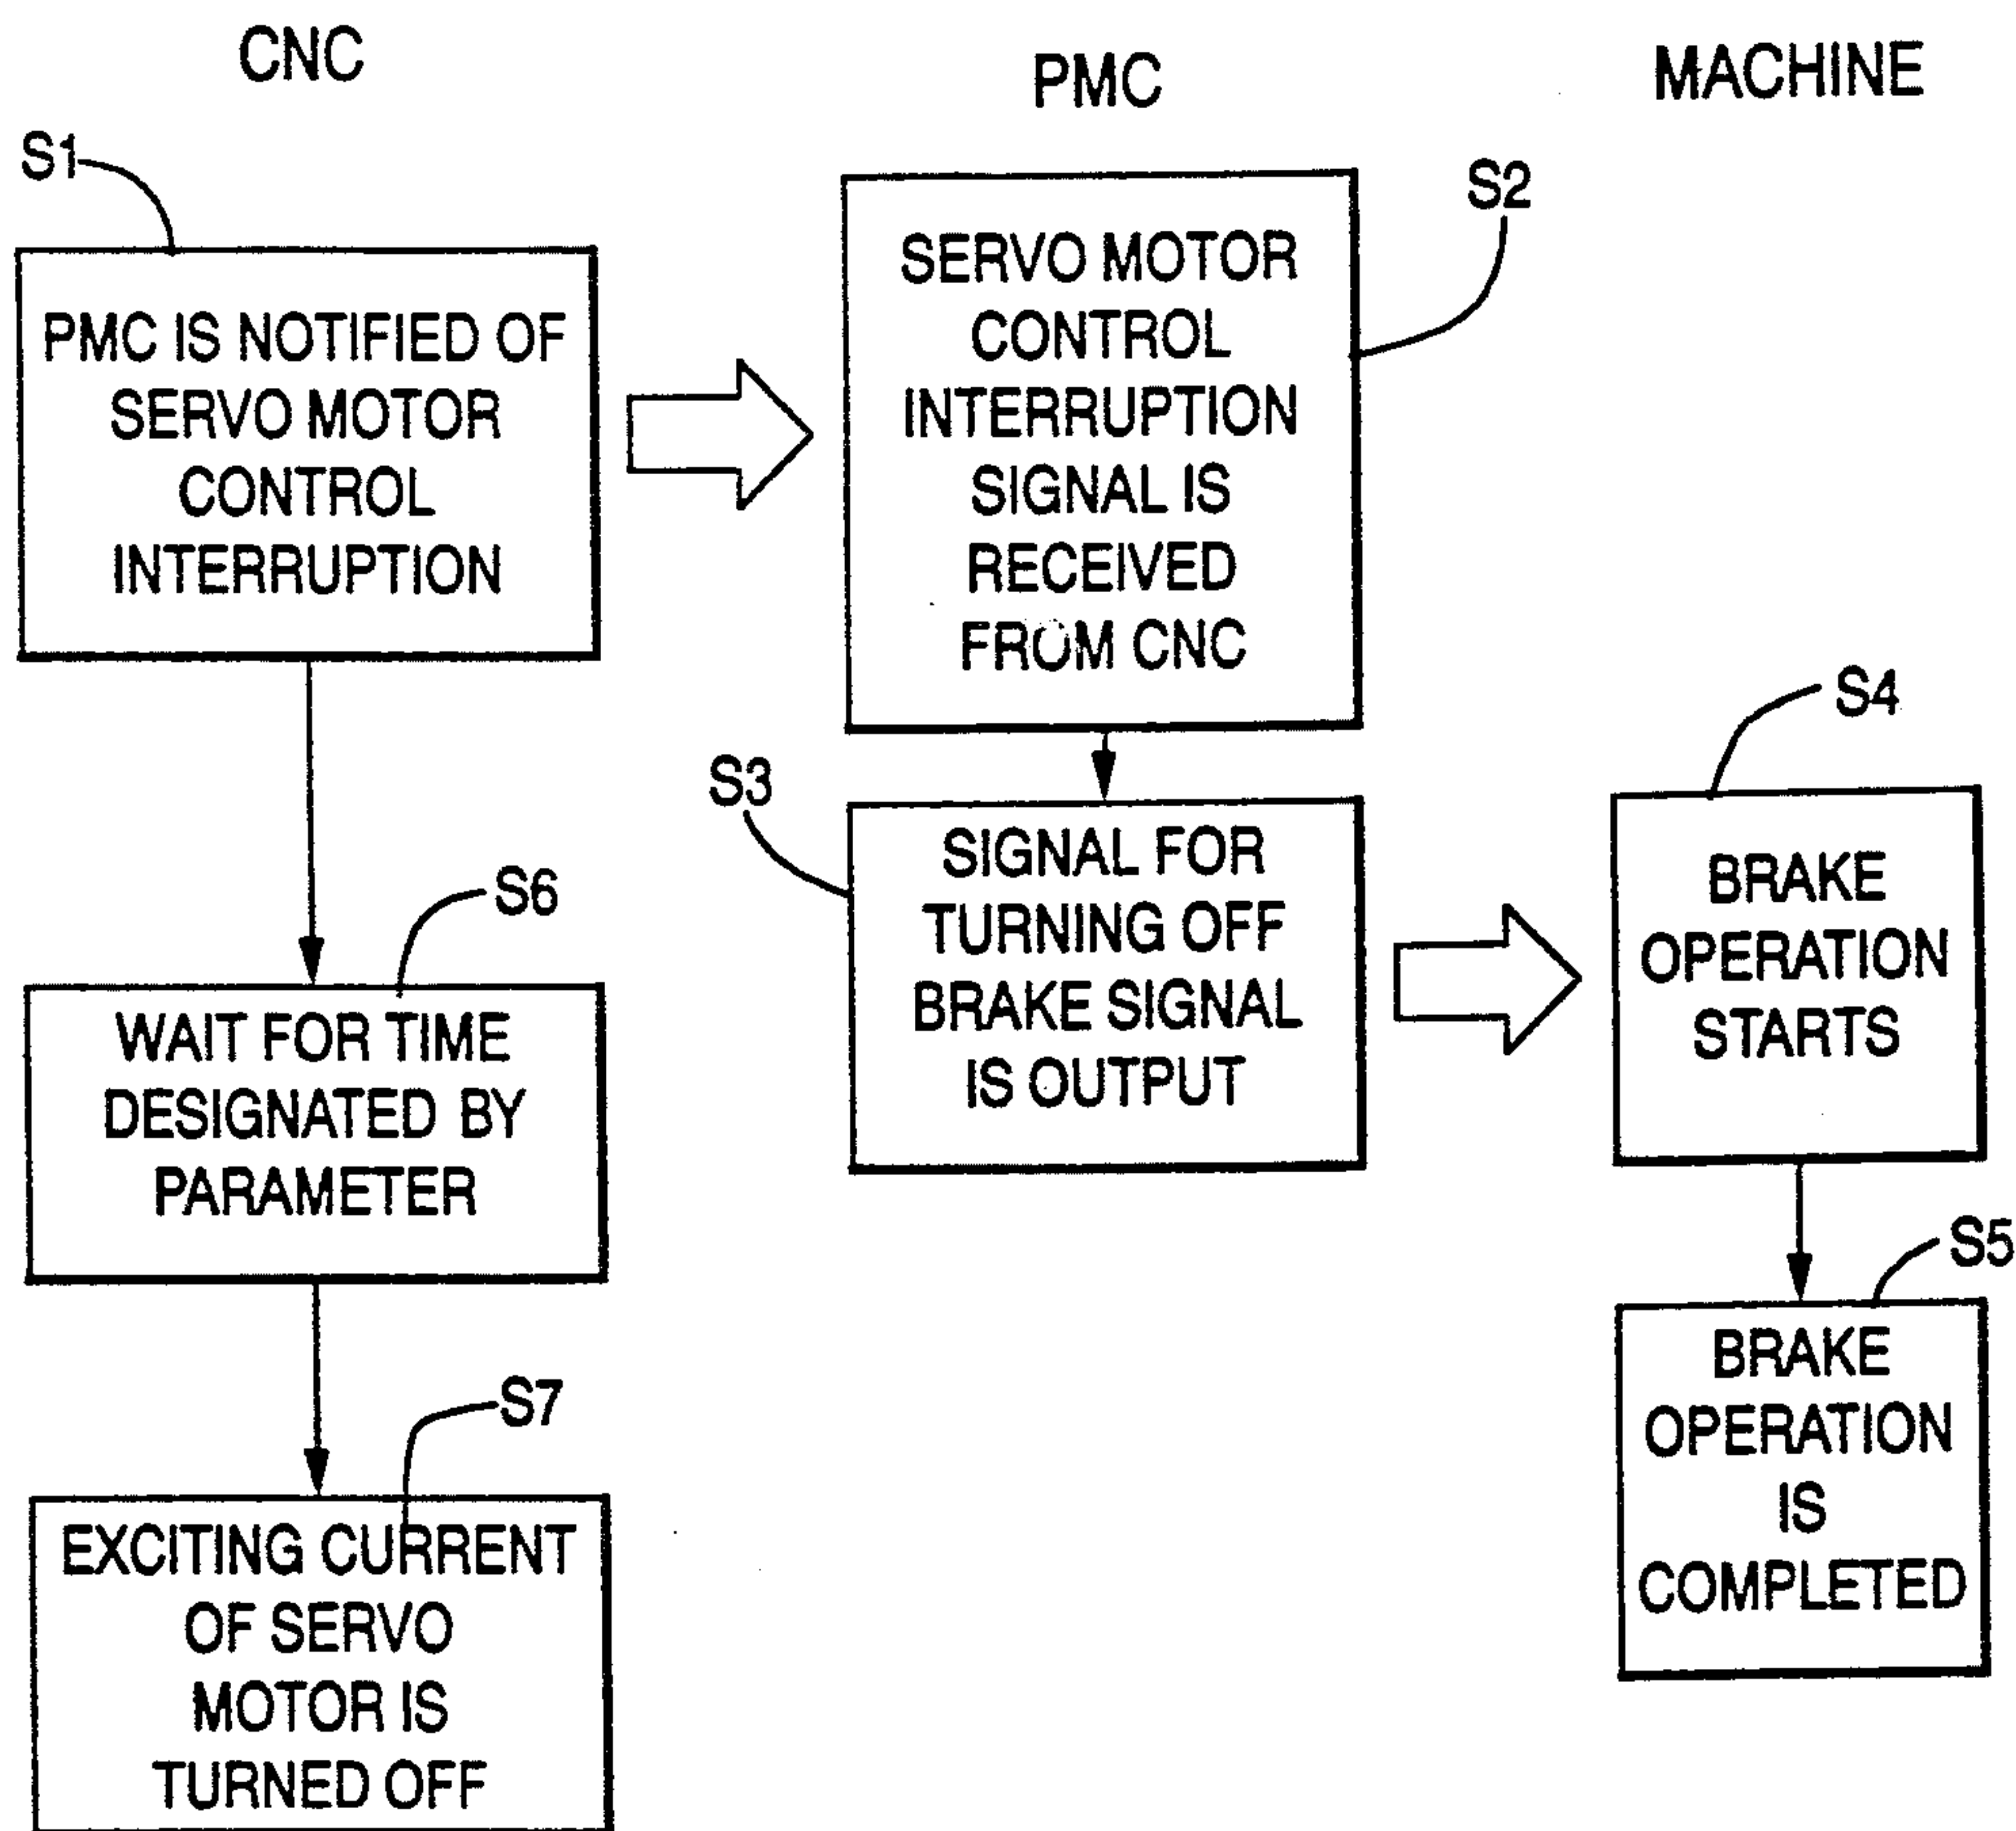 CNC
PMC
MACHINE
S1
PMC IS NOTIFIED OF
SERVO MOTOR
CONTROL
INTERRUPTION
S2
SERVO MOTOR
CONTROL
INTERRUPTION
SIGNAL IS
RECEIVED
FROM CNC
S3
SIGNAL FOR
TURNING OFF
BRAKE SIGNAL
IS OUTPUT
S4
BRAKE
OPERATION
STARTS
S5
BRAKE
OPERATION
IS
COMPLETED
S6
WAIT FOR TIME
DESIGNATED BY
PARAMETER
S7
EXCITING CURRENT
OF SERVO
MOTOR IS
TURNED OFF